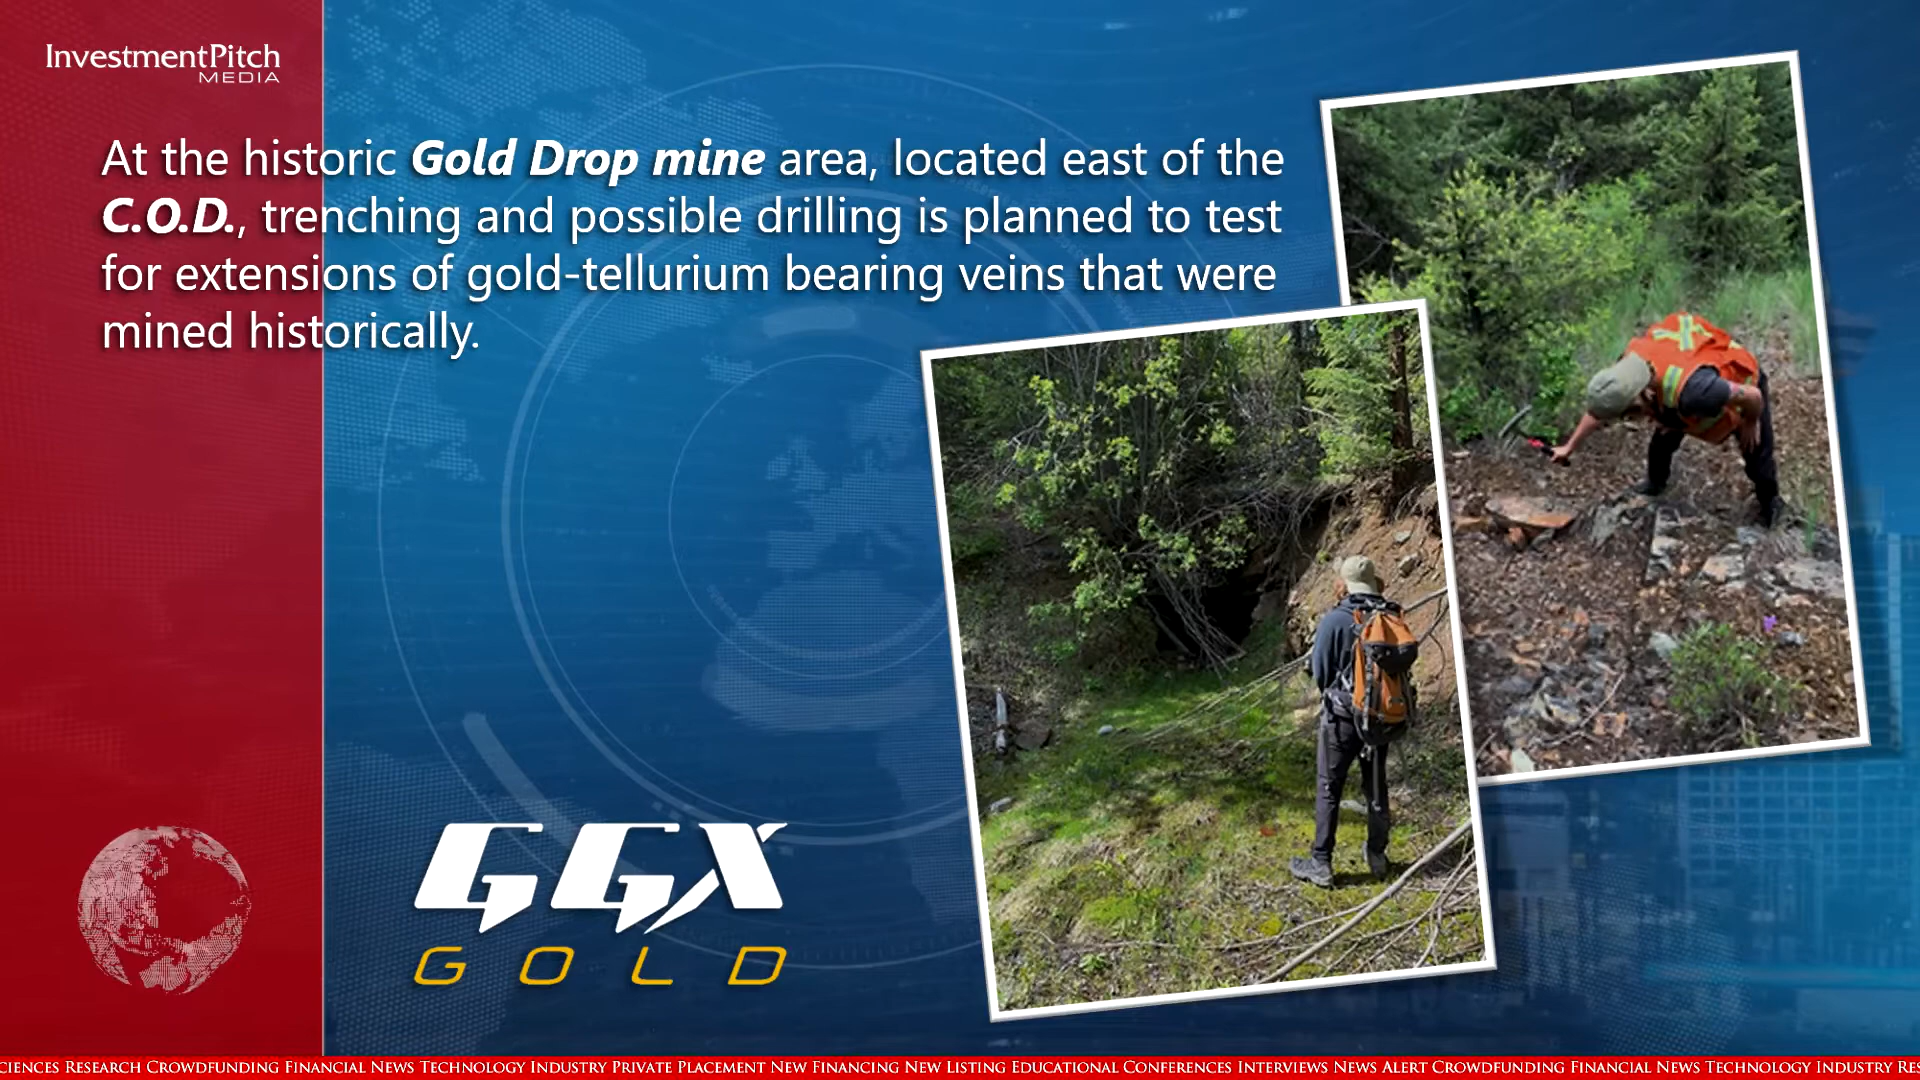 InvestmentPitch
MEDIA
At the historic Gold Drop mine area, located east of the
C.O.D., trenching and possible drilling is planned to test
for extensions of gold-tellurium bearing veins that were
mined historically.
GGX
GOLD
CIENCES RESEARCH CROWDFUNDING FINANCIAL NEWS TECHNOLOGY INDUSTRY PRIVATE PLACEMENT NEW FINANCING NEW LISTING EDUCATIONAL CONFERENCES INTERVIEWS NEWS ALERT CROWDFUNDING FINANCIAL NEWS TECHNOLOGY INDUSTRY RES